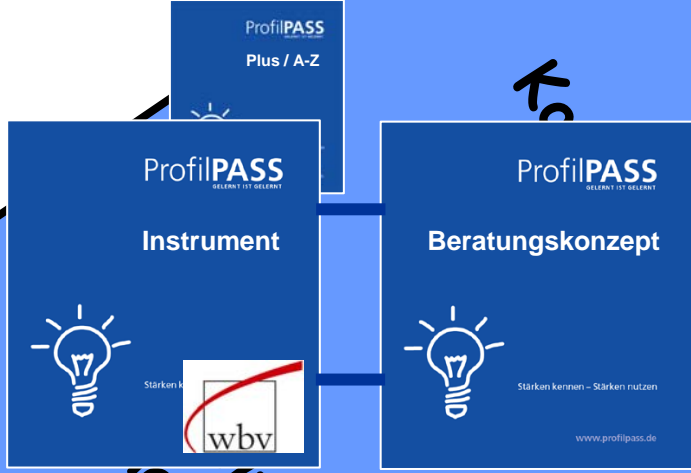 ProfilPASS
GELERNT IST GELERNT
Plus / A-Z
ProfilPASS
GELERNT IST GELERNT
Instrument
Stärken k
wbv
ProfilPASS
GELERNT IST GELERNT
Beratungskonzept
Stärken kennen – Stärken nutzen
www.profilpass.de